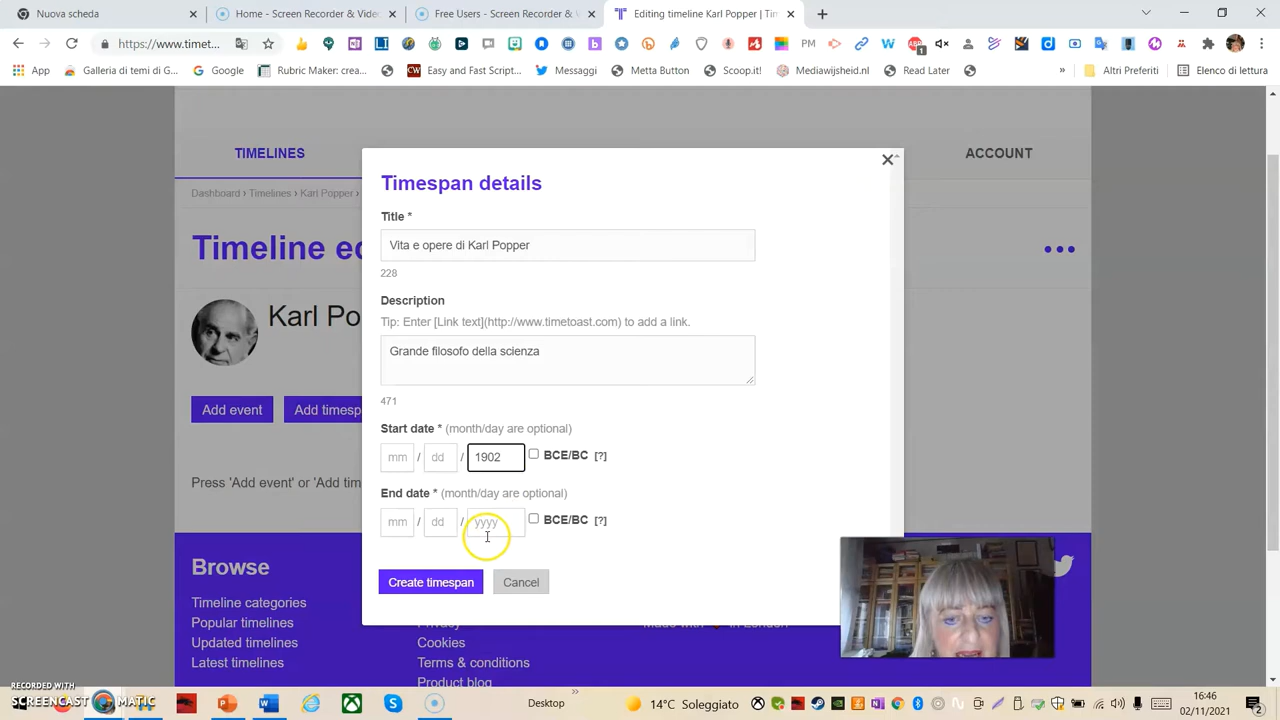 Screencast
Home - Screen Recorder & Video E
Free Users - Screen Recorder & V
Editing timeline Karl Popper | Tim
https://www.timet...
PM
App
Galleria di temi di G...
Google
Rubric Maker: crea...
CW Easy and Fast Script...
Messaggi
Metta Button
Scoop.it!
Mediawijsheid.nl
Read Later
»
Altri Preferiti
Elenco di lettura
TIMELINES
ACCOUNT
Dashboard › Timelines › Karl Popper ›
Timeline ed
Karl Po
Add event
Add timesp
Press 'Add event' or 'Add tim
Timespan details
Title *
Vita e opere di Karl Popper
228
Description
Tip: Enter [Link text](http://www.timetoast.com) to add a link.
Grande filosofo della scienza
471
Start date * (month/day are optional)
mm / dd / 1902 BCE/BC [?]
End date * (month/day are optional)
mm / dd / yyyy BCE/BC [?]
Create timespan
Cancel
Browse
Timeline categories
Popular timelines
Updated timelines
Latest timelines
Privacy
Cookies
Terms & conditions
Product blog
Made with in London
RECORDED WITH
SCREENCAST MATIC
Desktop
»
14°C Soleggiato
16:46
02/11/2021
2